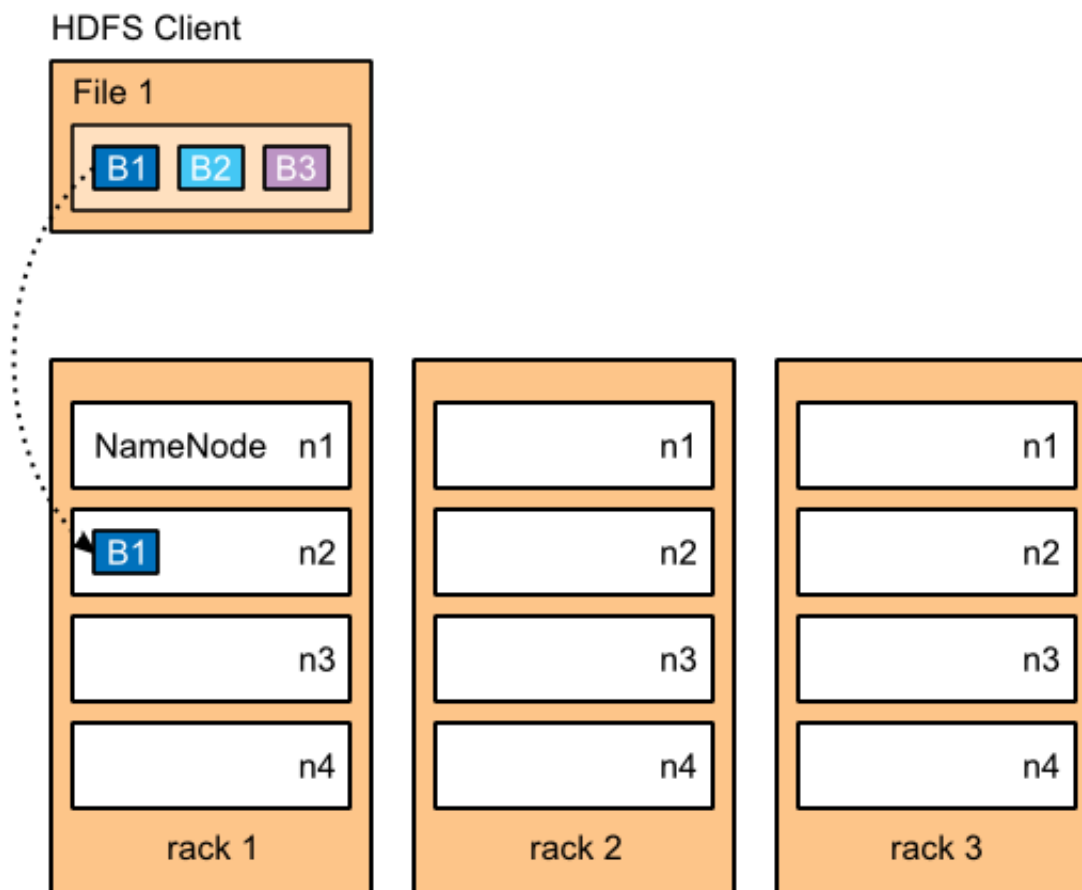 HDFS Client
File 1
B1 B2 B3
NameNode n1
B1 n2
n3
n4
rack 1
n1
n2
n3
n4
rack 2
n1
n2
n3
n4
rack 3